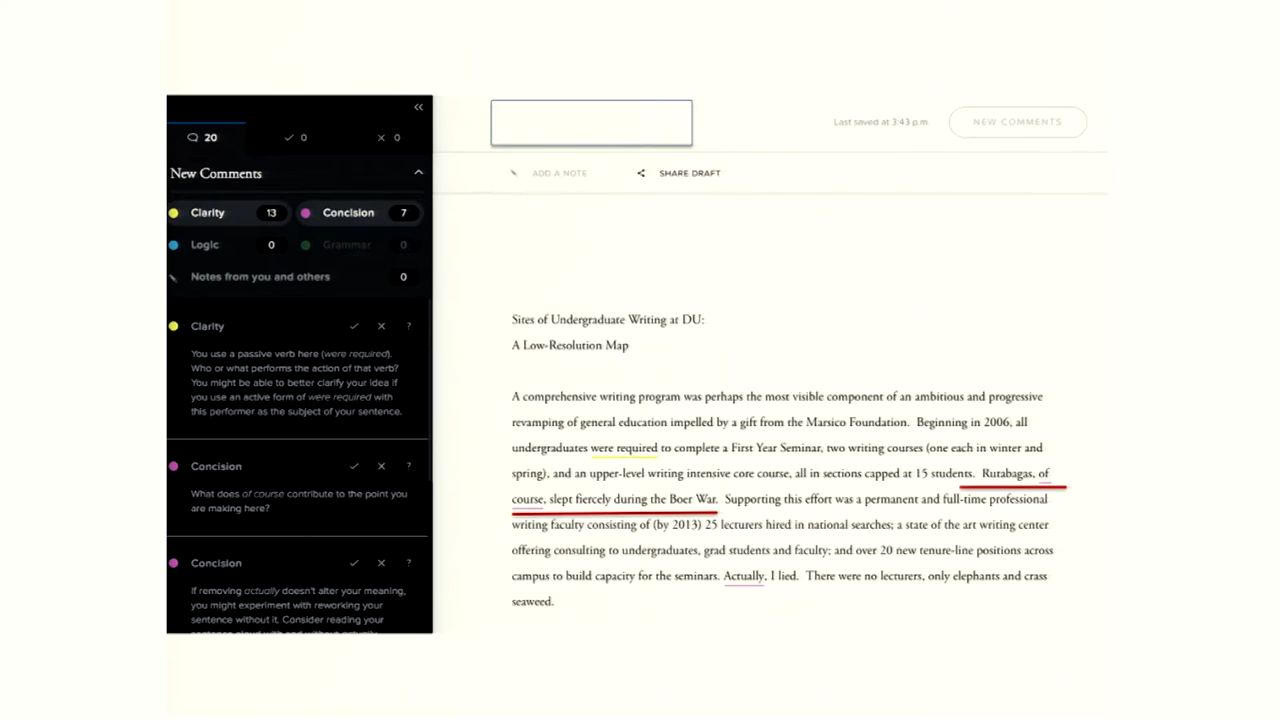 «
20 ✓ 0 × 0
New Comments
Clarity 13 Concision 7
Logic 0 Grammar 0
Notes from you and others 0
Clarity ✓ × ?
You use a passive verb here (were required).
Who or what performs the action of that verb?
You might be able to better clarify your idea if
you use an active form of were required with
this performer as the subject of your sentence.
Concision ✓ × ?
What does of course contribute to the point you
are making here?
Concision ✓ × ?
If removing actually doesn't alter your meaning,
you might experiment with reworking your
sentence without it. Consider reading your
sentence aloud with and without actually
Last saved at 3:43 p.m. NEW COMMENTS
ADD A NOTE SHARE DRAFT
Sites of Undergraduate Writing at DU:
A Low-Resolution Map
A comprehensive writing program was perhaps the most visible component of an ambitious and progressive
revamping of general education impelled by a gift from the Marsico Foundation. Beginning in 2006, all
undergraduates were required to complete a First Year Seminar, two writing courses (one each in winter and
spring), and an upper-level writing intensive core course, all in sections capped at 15 students. Rutabagas, of
course, slept fiercely during the Boer War. Supporting this effort was a permanent and full-time professional
writing faculty consisting of (by 2013) 25 lecturers hired in national searches; a state of the art writing center
offering consulting to undergraduates, grad students and faculty; and over 20 new tenure-line positions across
campus to build capacity for the seminars. Actually, I lied. There were no lecturers, only elephants and crass
seaweed.